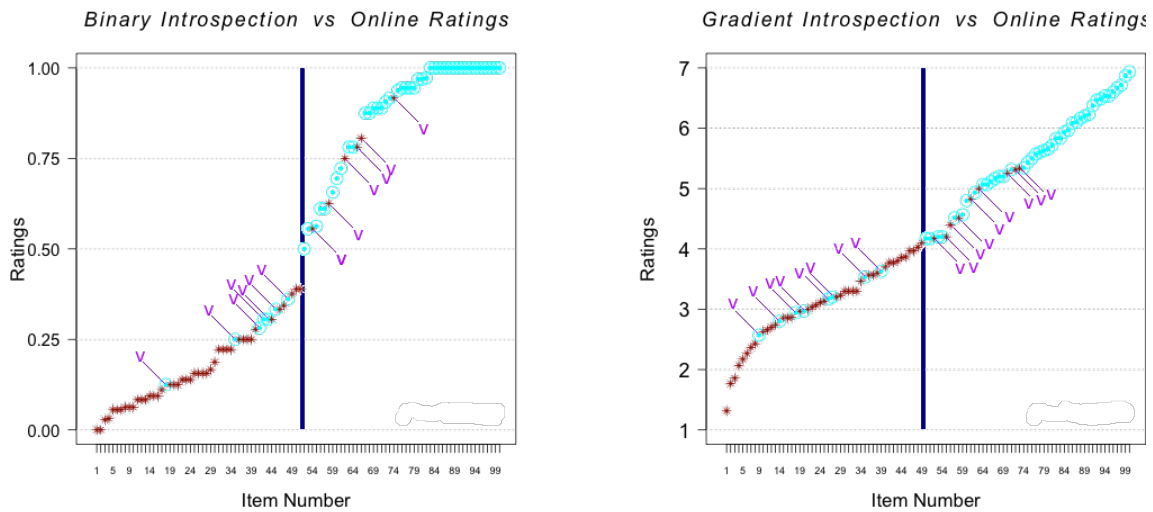 Binary Introspection vs Online Ratings
1.00
0.75
0.50
0.25
0.00
Ratings
v
v
v
v
v
v
v
v
v
v
v
v
v
1 5 9 14 19 24 29 34 39 44 49 54 59 64 69 74 79 84 89 94 99
Item Number
Gradient Introspection vs Online Ratings
7
6
5
4
3
2
1
Ratings
v
v
v v
v
v
v
v
v
v
v
v
v
v
v
v
v
1 4 9 14 19 24 29 34 39 44 49 54 59 64 69 74 79 84 89 94 99
Item Number